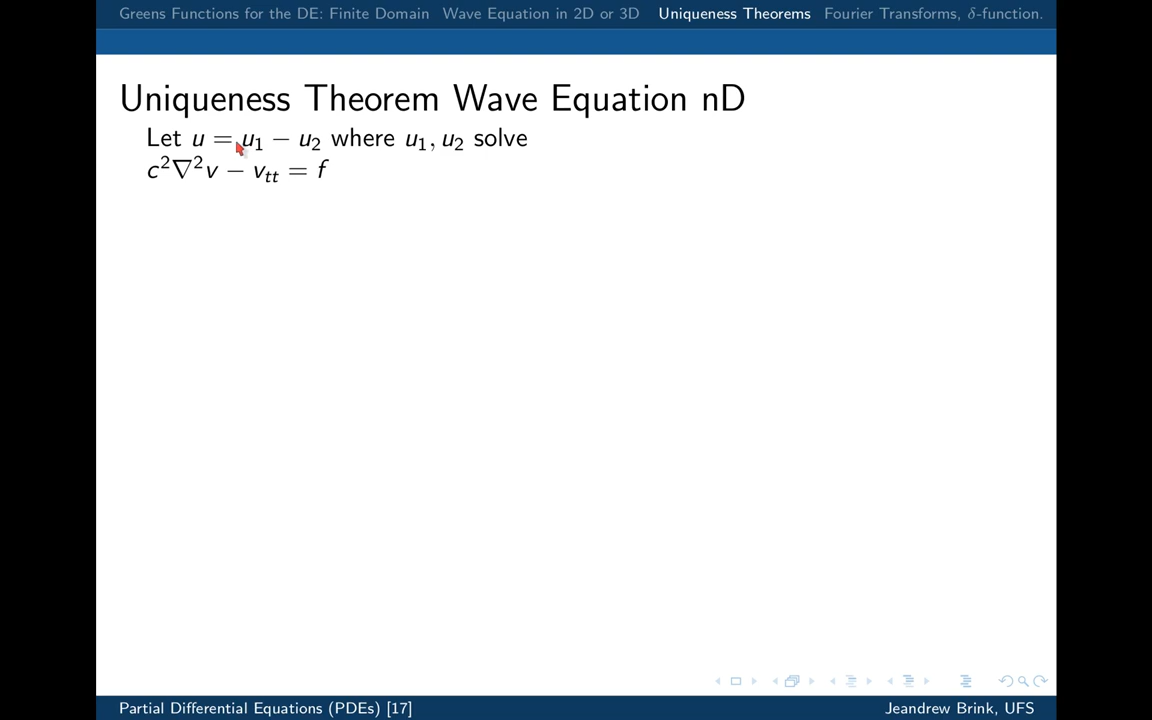 Greens Functions for the DE: Finite Domain Wave Equation in 2D or 3D Uniqueness Theorems Fourier Transforms, δ-function.
Uniqueness Theorem Wave Equation nD
Let u = u₁ − u₂ where u₁, u₂ solve
c²∇²v − vₜₜ = f
Partial Differential Equations (PDEs) [17] Jeandrew Brink, UFS